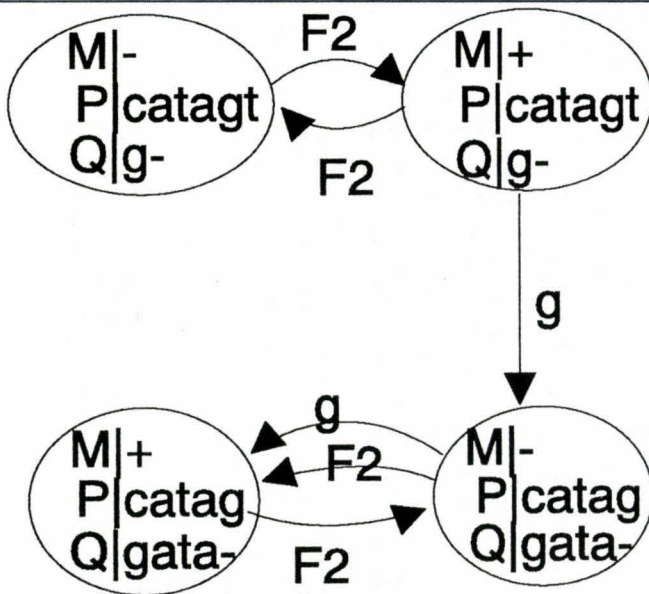 F2
M|-
P|catagt
Q|g-
M|+
P|catagt
Q|g-
F2
g
g
F2
M|+
P|catag
Q|gata-
M|-
P|catag
Q|gata-
F2